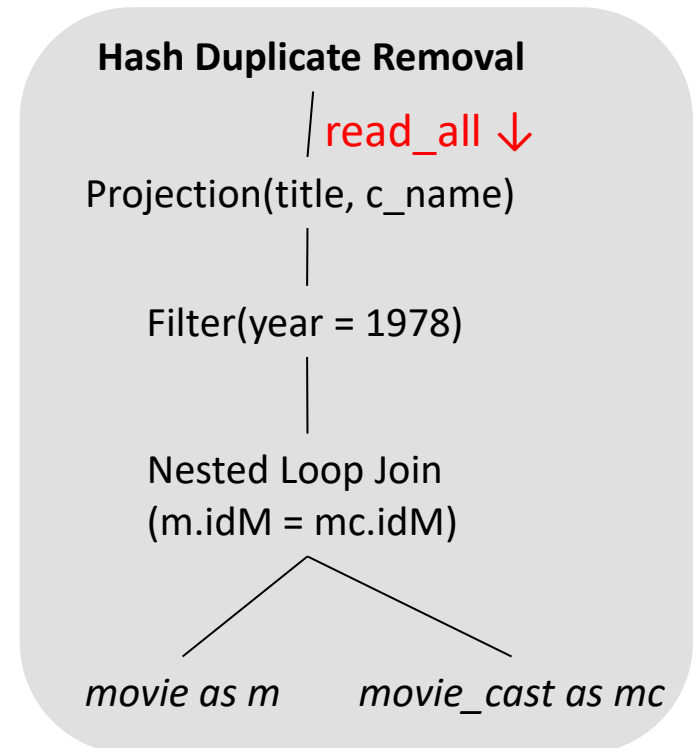 Hash Duplicate Removal
read_all ↓
Projection(title, c_name)
Filter(year = 1978)
Nested Loop Join
(m.idM = mc.idM)
movie as m movie_cast as mc